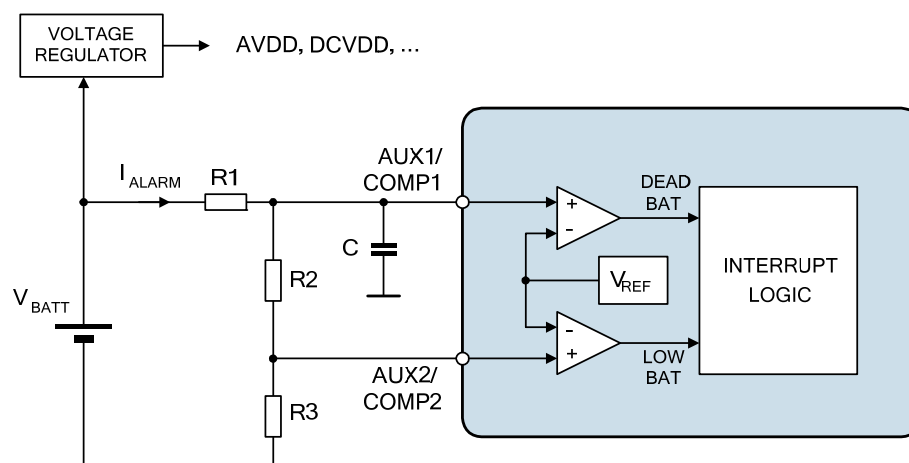 VOLTAGE
REGULATOR
AVDD, DCVDD, ...
I ALARM
R1
AUX1/
COMP1
DEAD
BAT
+
-
C
R2
VREF
INTERRUPT
LOGIC
VBATT
-
+
LOW
BAT
AUX2/
COMP2
R3